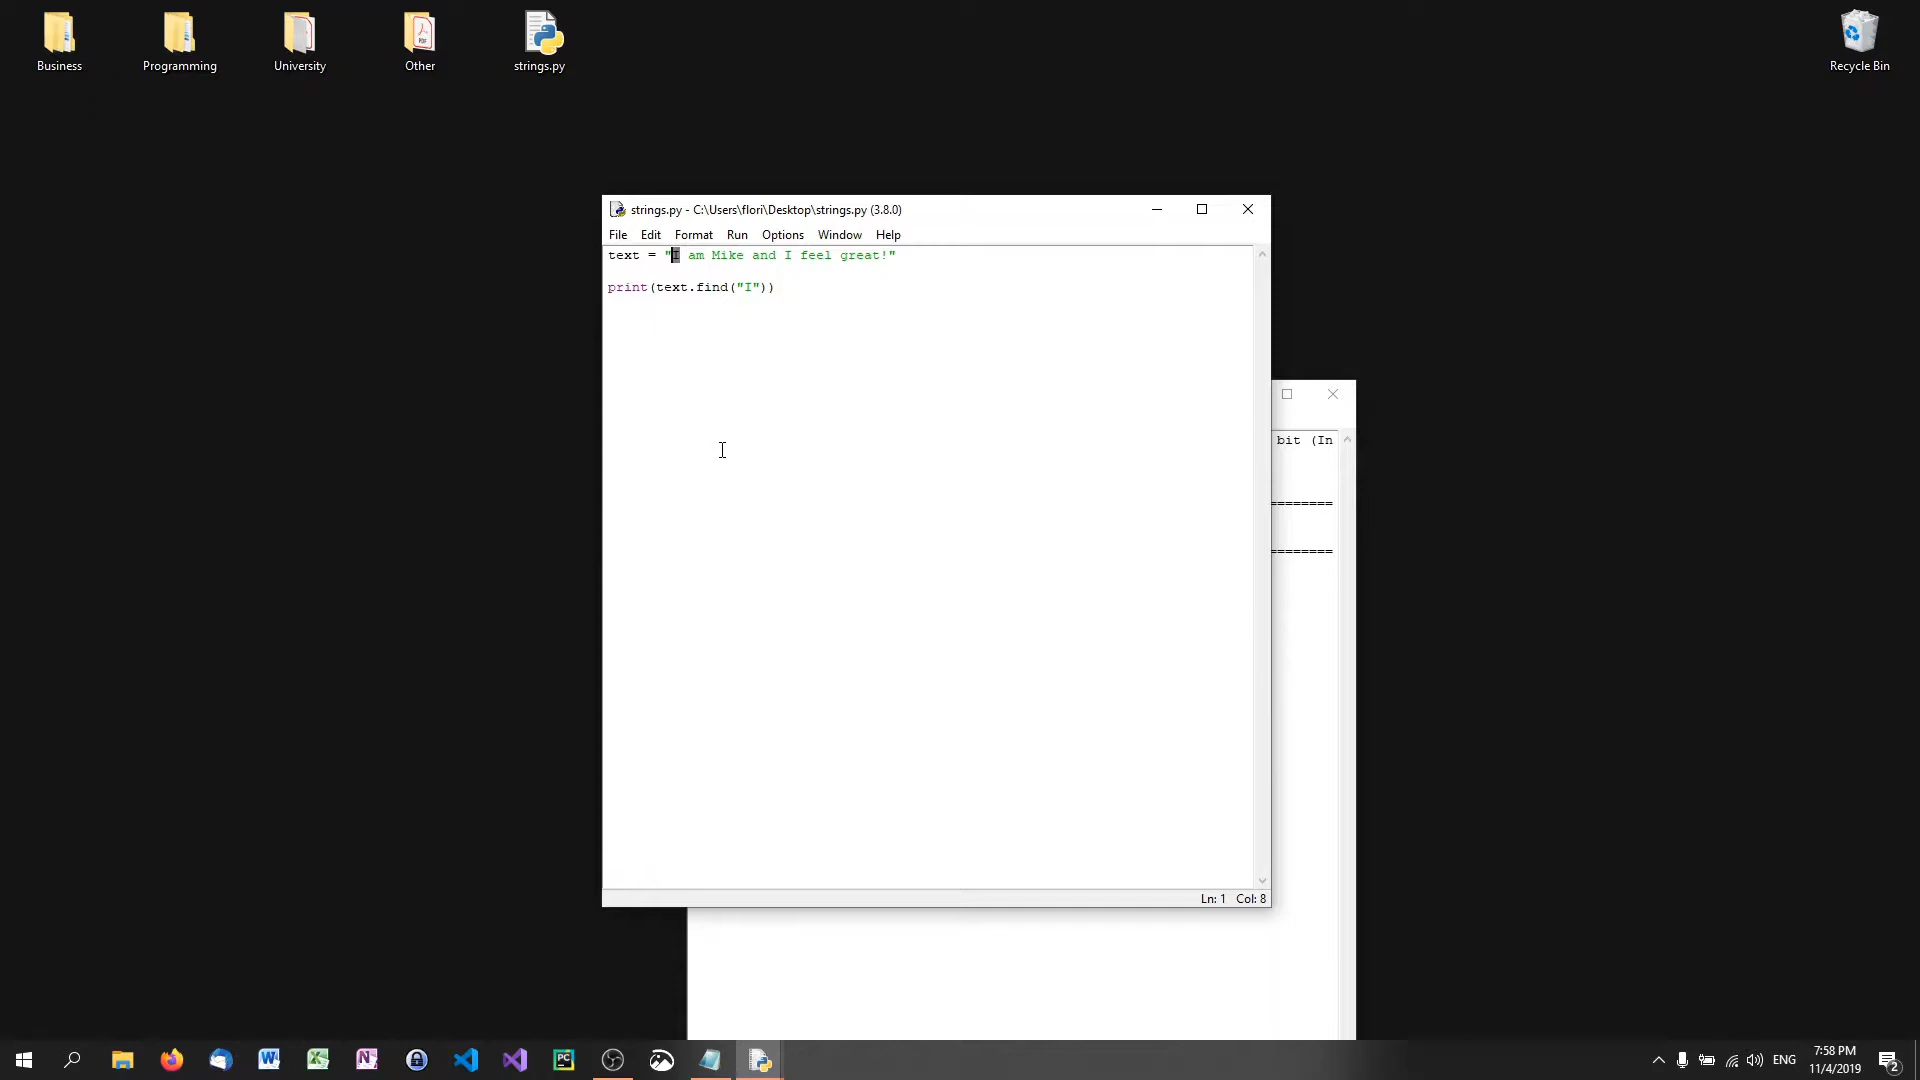 Business
Programming
University
Other
strings.py
Recycle Bin
strings.py - C:\Users\flori\Desktop\strings.py (3.8.0)
File Edit Format Run Options Window Help
text = "I am Mike and I feel great!"
print(text.find("I"))
bit (In
========
========
Ln: 1 Col: 8
ENG
7:58 PM
11/4/2019
2